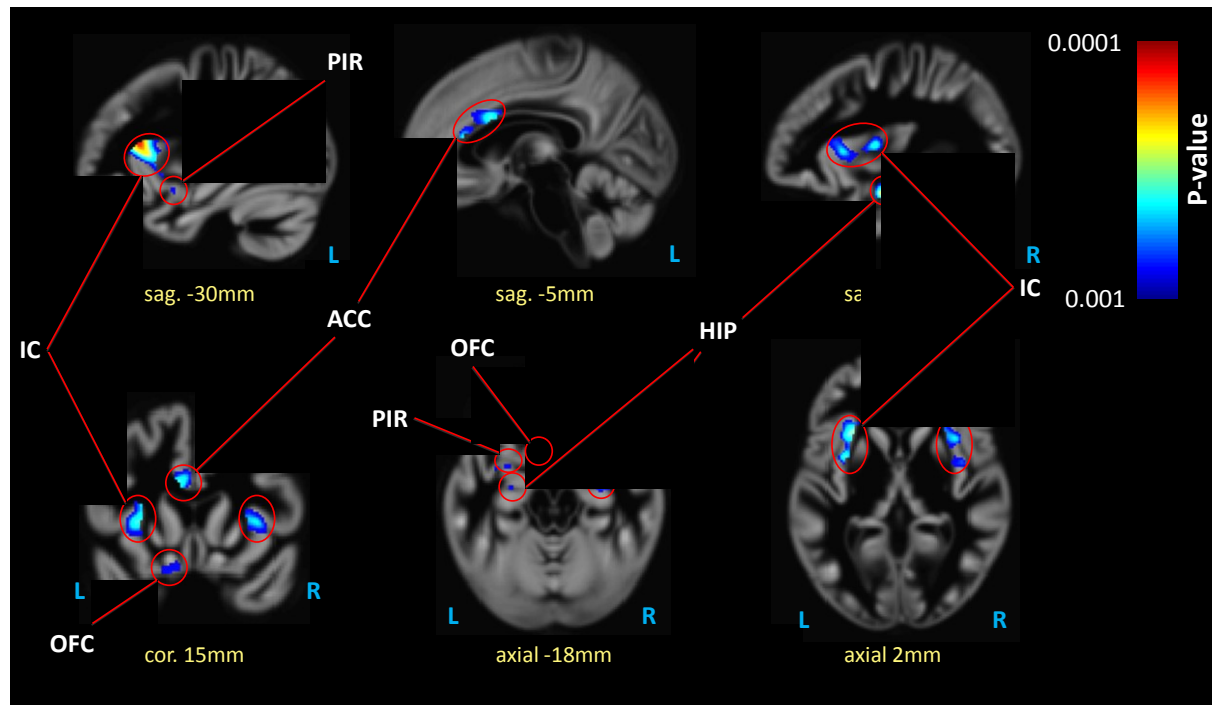 PIR
0.0001
P-value
L
L
R
sag. -30mm
sag. -5mm
0.001
IC
ACC
HIP
IC
OFC
PIR
L
R
L
R
L
R
OFC
cor. 15mm
axial -18mm
axial 2mm